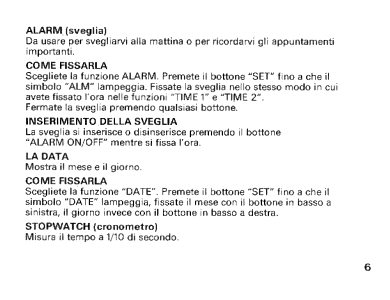 ALARM (sveglia)
Da usare per svegliarvi alla mattina o per ricordarvi gli appuntamenti
importanti.
COME FISSARLA
Scegliete la funzione ALARM. Premete il bottone "SET" fino a che il
simbolo "ALM" lampeggia. Fissate la sveglia nello stesso modo in cui
avete fissato l'ora nelle funzioni "TIME 1" e "TIME 2".
Fermate la sveglia premendo qualsiasi bottone.
INSERIMENTO DELLA SVEGLIA
La sveglia si inserisce o disinserisce premendo il bottone
"ALARM ON/OFF" mentre si fissa l'ora.
LA DATA
Mostra il mese e il giorno.
COME FISSARLA
Scegliete la funzione "DATE". Premete il bottone "SET" fino a che il
simbolo "DATE" lampeggia, fissate il mese con il bottone in basso a
sinistra, il giorno invece con il bottone in basso a destra.
STOPWATCH (cronometro)
Misura il tempo a 1/10 di secondo.
6